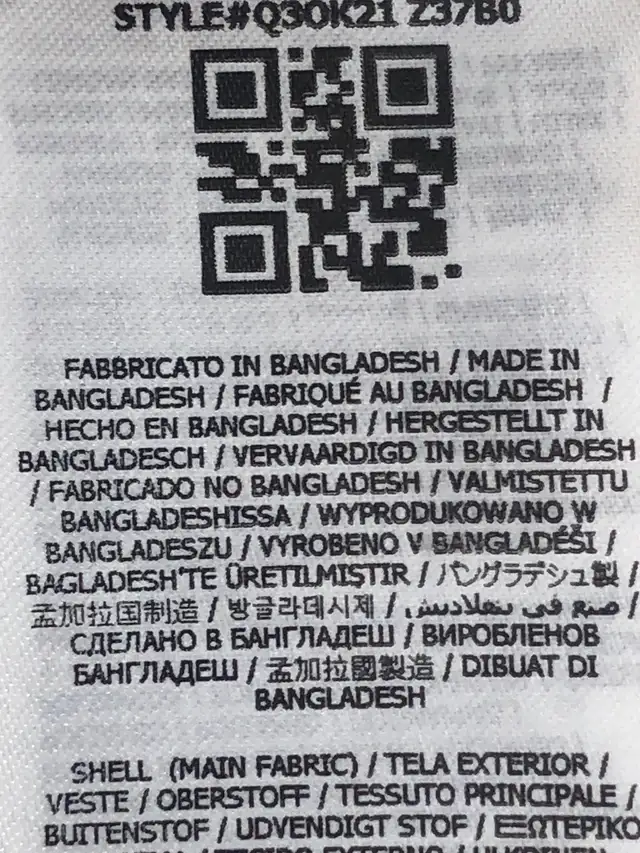 STYLE#Q3OK21 Z37B0
FABBRICATO IN BANGLADESH / MADE IN
BANGLADESH / FABRIQUÉ AU BANGLADESH /
HECHO EN BANGLADESH / HERGESTELLT IN
BANGLADESCH / VERVAARDIGD IN BANGLADESH
/ FABRICADO NO BANGLADESH / VALMISTETTU
BANGLADESHISSA / WYPRODUKOWANO W
BANGLADESZU / VYROBENO V BANGLADÉŠI /
BAGLADESH'TE ÜRETILMIŞTIR / バングラデシュ製 /
孟加拉国制造 / 방글라데시제 / صنع في بنغلاديش /
СДЕЛАНО В БАНГЛАДЕШ / ВИРОБЛЕНОВ
БАНГЛАДЕШ / 孟加拉國製造 / DIBUAT DI
BANGLADESH
SHELL (MAIN FABRIC) / TELA EXTERIOR /
VESTE / OBERSTOFF / TESSUTO PRINCIPALE /
BUITENSTOF / UDVENDIGT STOF / ΕΞΩΤΕΡΙΚΟ